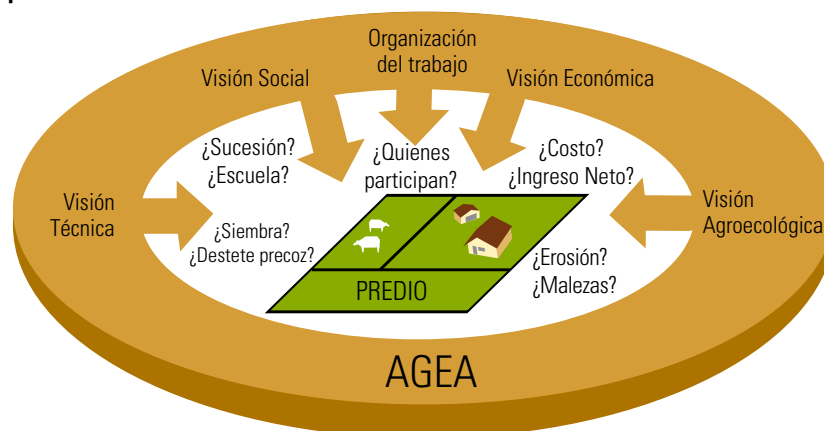 Organización
del trabajo
Visión Social
Visión Económica
¿Sucesión?
¿Escuela?
¿Quienes
participan?
¿Costo?
¿Ingreso Neto?
Visión
Técnica
Visión
Agroecológica
¿Siembra?
¿Destete precoz?
¿Erosión?
¿Malezas?
PREDIO
AGEA